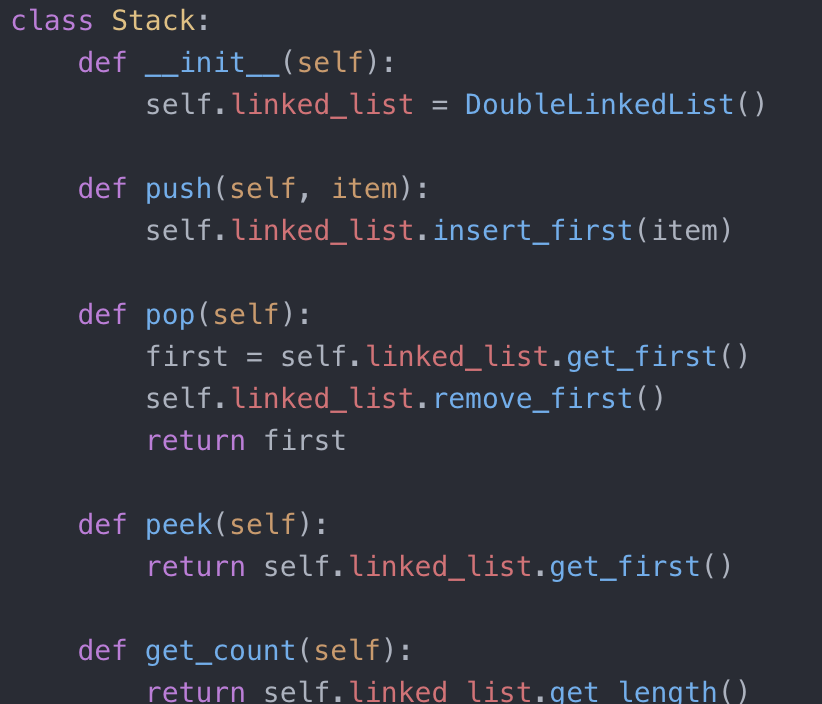 class Stack:
    def __init__(self):
        self.linked_list = DoubleLinkedList()

    def push(self, item):
        self.linked_list.insert_first(item)

    def pop(self):
        first = self.linked_list.get_first()
        self.linked_list.remove_first()
        return first

    def peek(self):
        return self.linked_list.get_first()

    def get_count(self):
        return self.linked_list.get_length()